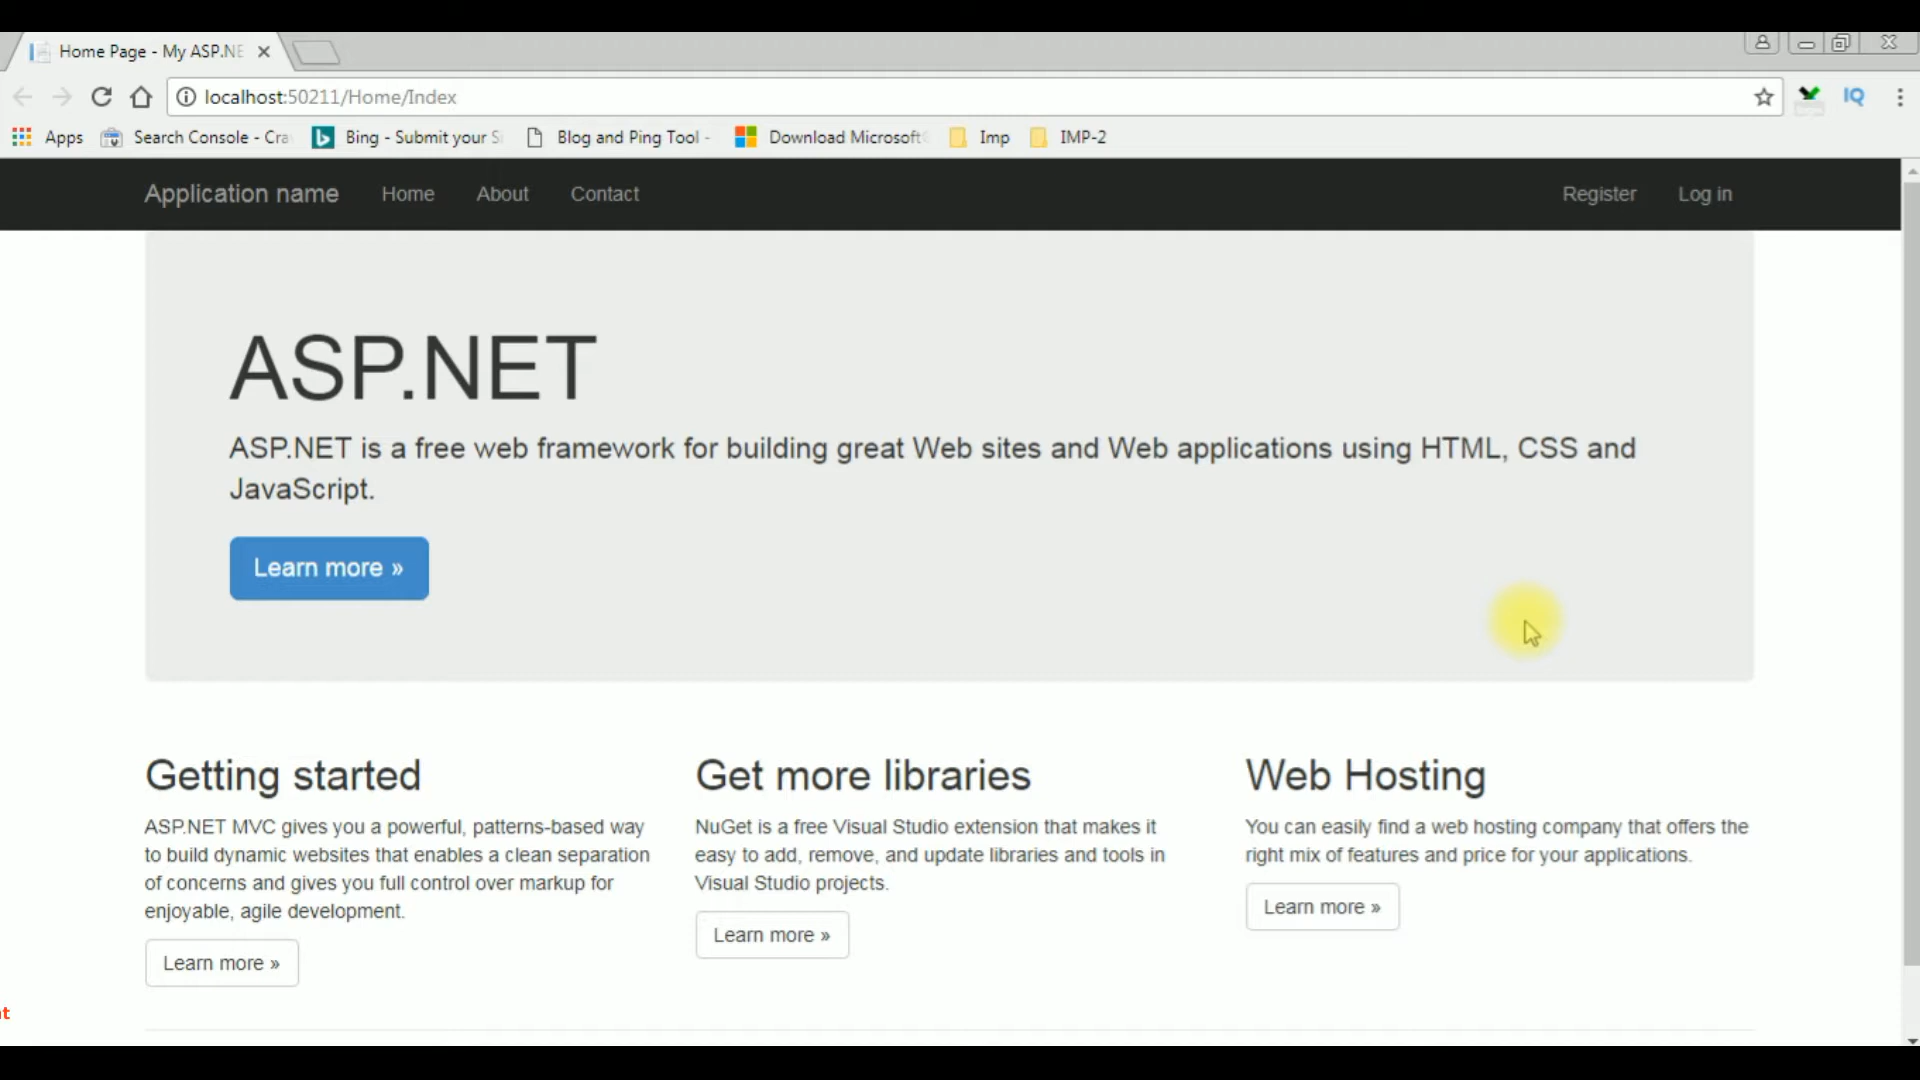 Home Page - My ASP.NE
localhost:50211/Home/Index
IQ
Apps
Search Console - Cra
Bing - Submit your S
Blog and Ping Tool -
Download Microsoft
Imp
IMP-2
Application name
Home
About
Contact
Register
Log in
ASP.NET
ASP.NET is a free web framework for building great Web sites and Web applications using HTML, CSS and
JavaScript.
Learn more »
Getting started
ASP.NET MVC gives you a powerful, patterns-based way
to build dynamic websites that enables a clean separation
of concerns and gives you full control over markup for
enjoyable, agile development.
Learn more »
Get more libraries
NuGet is a free Visual Studio extension that makes it
easy to add, remove, and update libraries and tools in
Visual Studio projects.
Learn more »
Web Hosting
You can easily find a web hosting company that offers the
right mix of features and price for your applications.
Learn more »